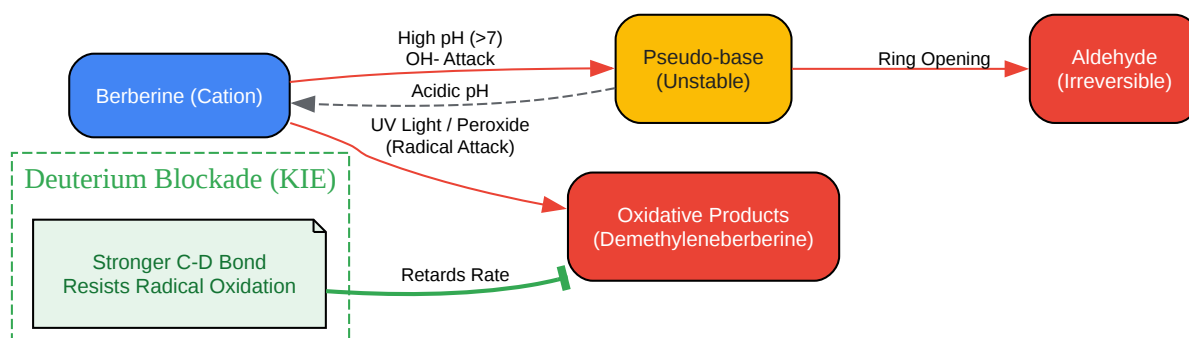 High pH (>7)
OH- Attack
Berberine (Cation)
Acidic pH
Pseudo-base
(Unstable)
Ring Opening
Aldehyde
(Irreversible)
UV Light / Peroxide
(Radical Attack)
Oxidative Products
(Demethyleneberberine)
Deuterium Blockade (KIE)
Stronger C-D Bond
Resists Radical Oxidation
Retards Rate